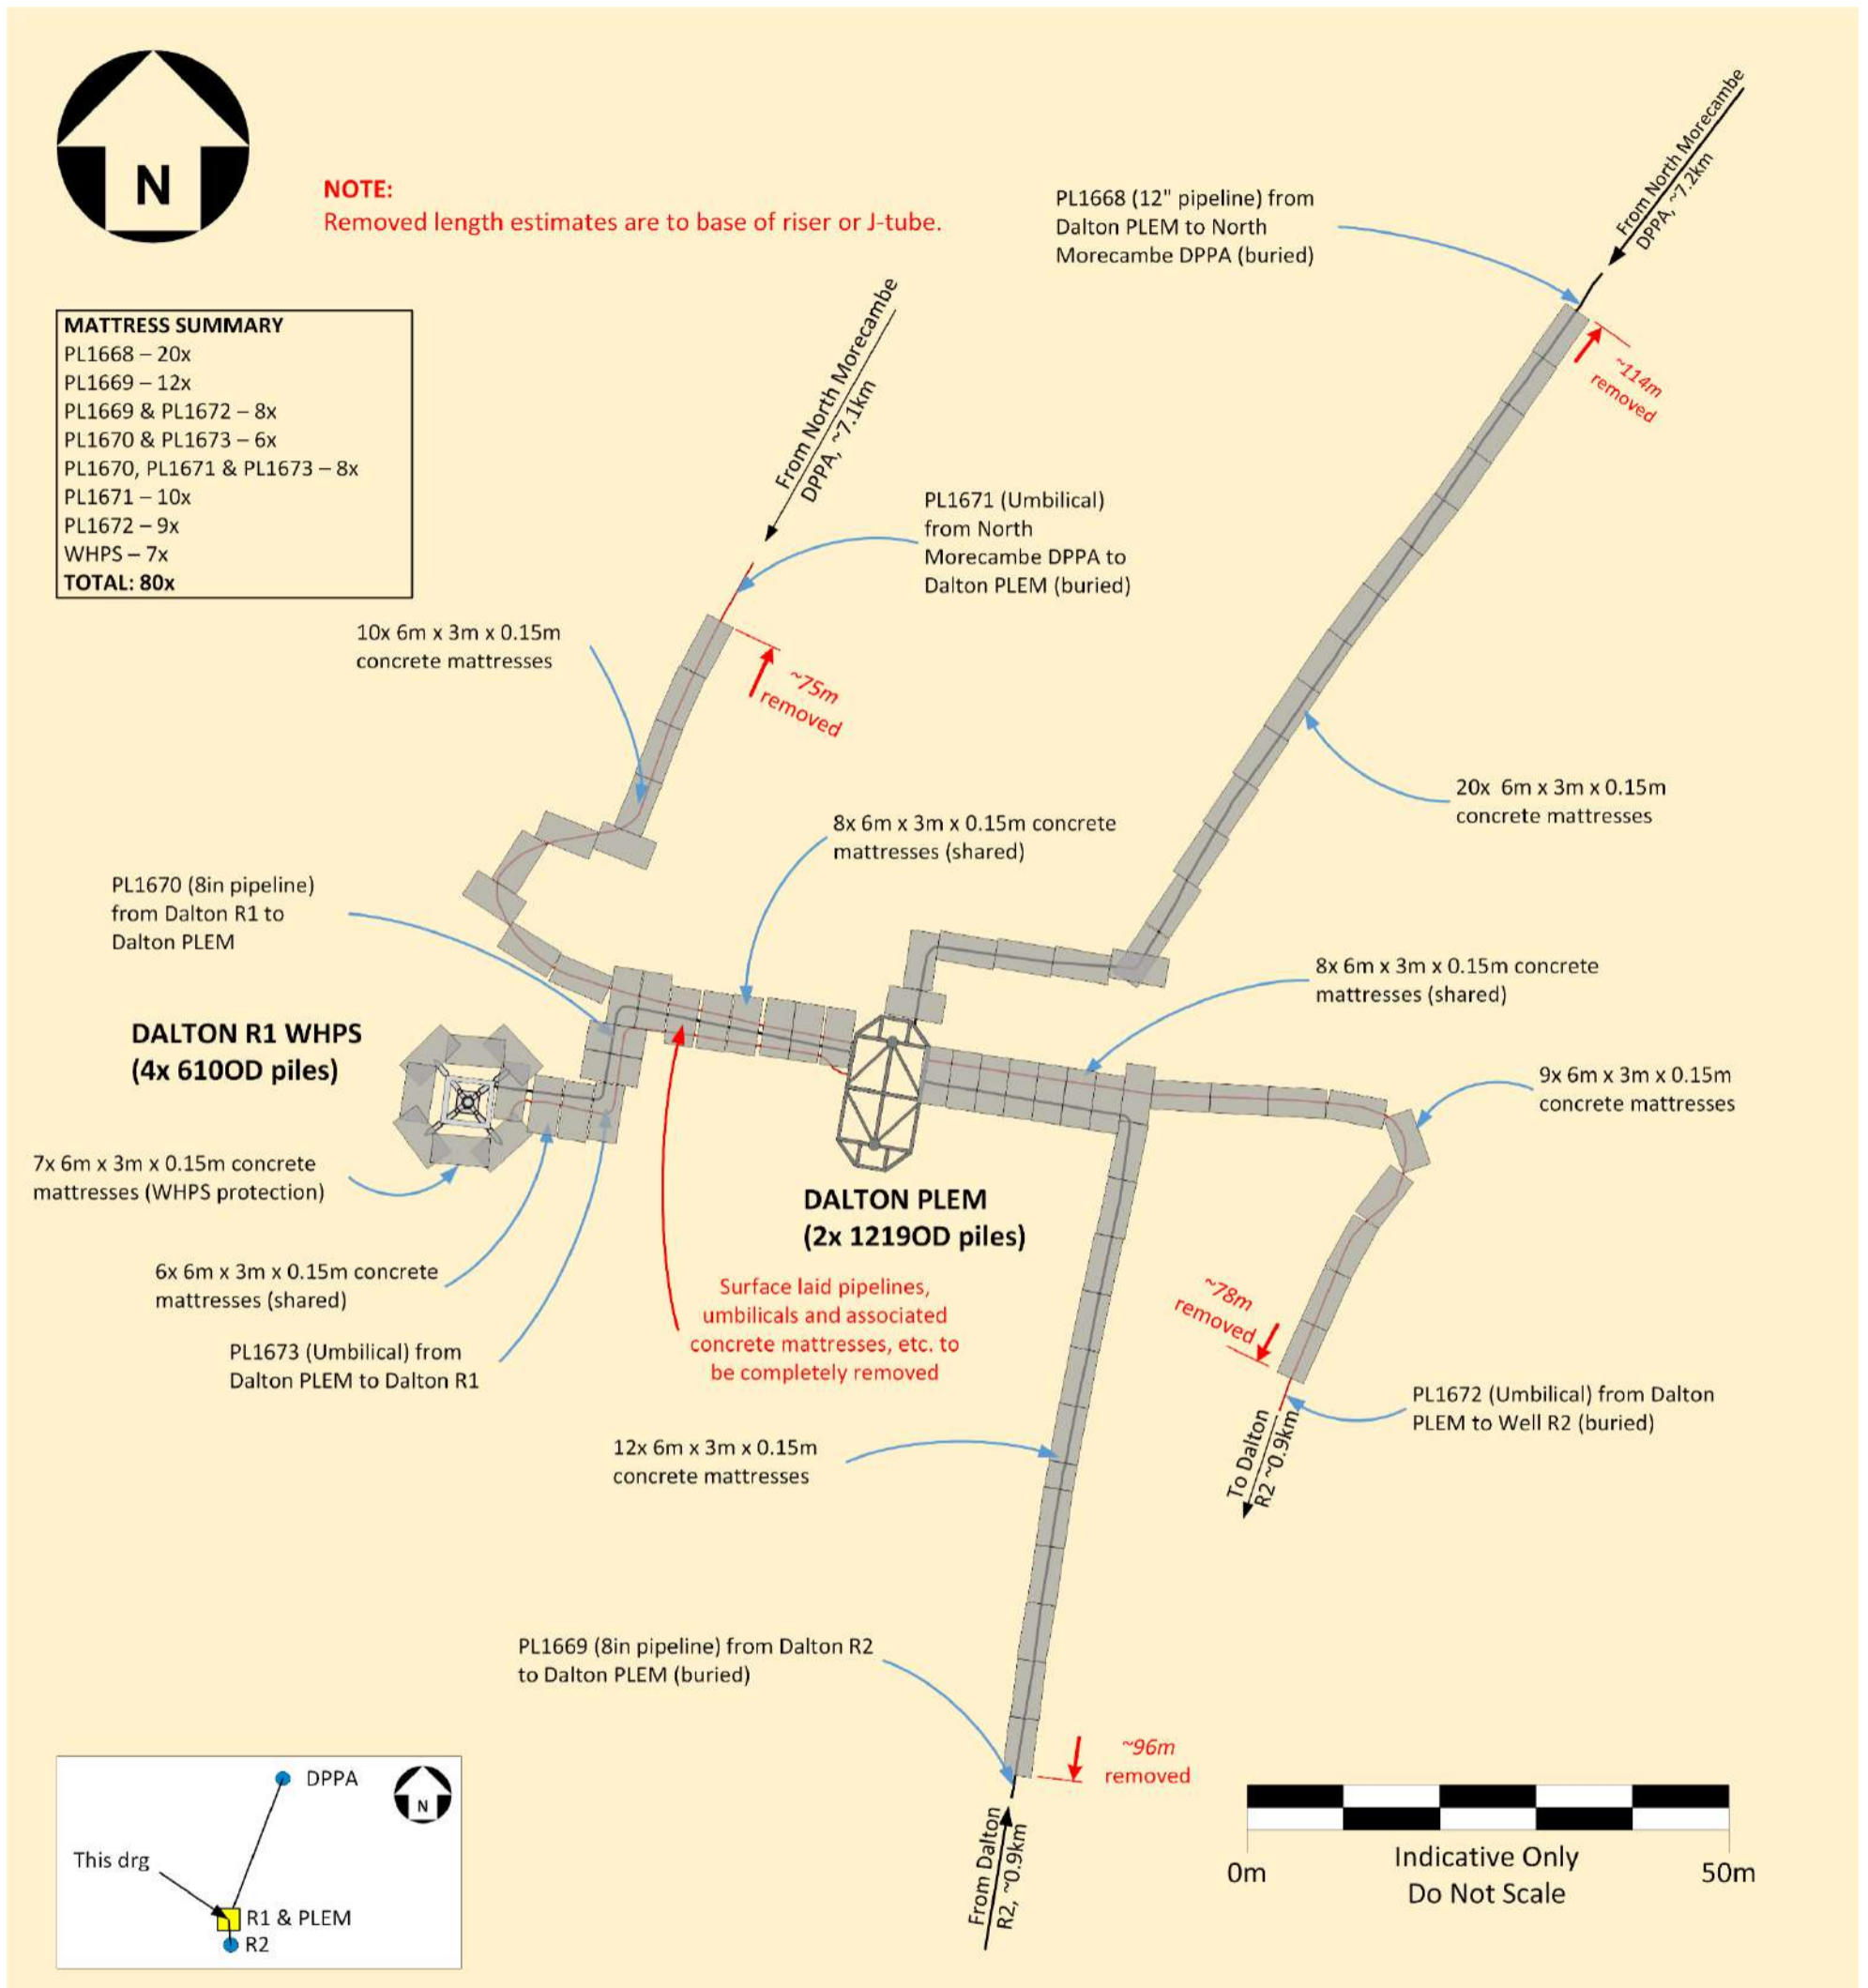 N
NOTE:
Removed length estimates are to base of riser or J-tube.
MATTRESS SUMMARY
PL1668 – 20x
PL1669 – 12x
PL1669 & PL1672 – 8x
PL1670 & PL1673 – 6x
PL1670, PL1671 & PL1673 – 8x
PL1671 – 10x
PL1672 – 9x
WHPS – 7x
TOTAL: 80x
PL1668 (12" pipeline) from
Dalton PLEM to North
Morecambe DPPA (buried)
From North Morecambe
DPPA, ~7.2km
~114m
removed
From North Morecambe
DPPA, ~7.1km
PL1671 (Umbilical)
from North
Morecambe DPPA to
Dalton PLEM (buried)
10x 6m x 3m x 0.15m
concrete mattresses
~75m
removed
20x  6m x 3m x 0.15m
concrete mattresses
8x 6m x 3m x 0.15m concrete
mattresses (shared)
PL1670 (8in pipeline)
from Dalton R1 to
Dalton PLEM
8x 6m x 3m x 0.15m concrete
mattresses (shared)
DALTON R1 WHPS
(4x 610OD piles)
9x 6m x 3m x 0.15m
concrete mattresses
7x 6m x 3m x 0.15m concrete
mattresses (WHPS protection)
DALTON PLEM
(2x 1219OD piles)
6x 6m x 3m x 0.15m concrete
mattresses (shared)
Surface laid pipelines,
umbilicals and associated
concrete mattresses, etc. to
be completely removed
~78m
removed
PL1673 (Umbilical) from
Dalton PLEM to Dalton R1
PL1672 (Umbilical) from Dalton
PLEM to Well R2 (buried)
To Dalton
R2 ~0.9km
12x 6m x 3m x 0.15m
concrete mattresses
PL1669 (8in pipeline) from Dalton R2
to Dalton PLEM (buried)
~96m
removed
From Dalton
R2, ~0.9km
DPPA
N
This drg
R1 & PLEM
R2
0m
Indicative Only
Do Not Scale
50m